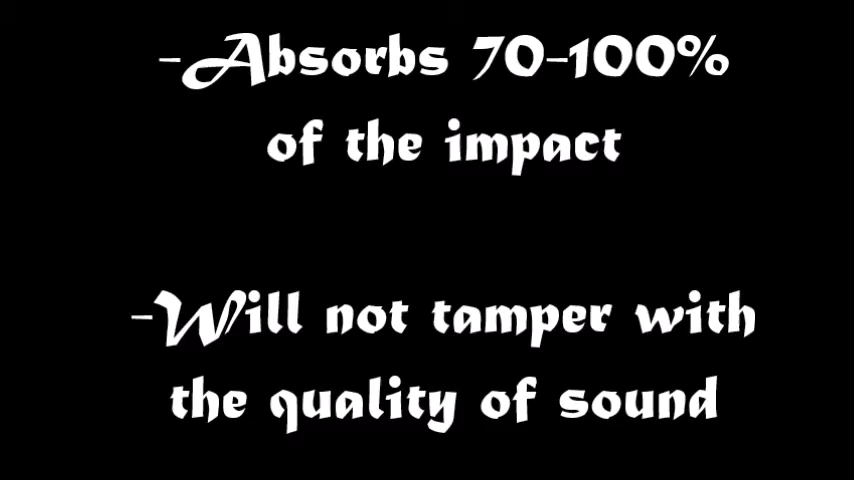 -Absorbs 70-100%
of the impact
-Will not tamper with
the quality of sound